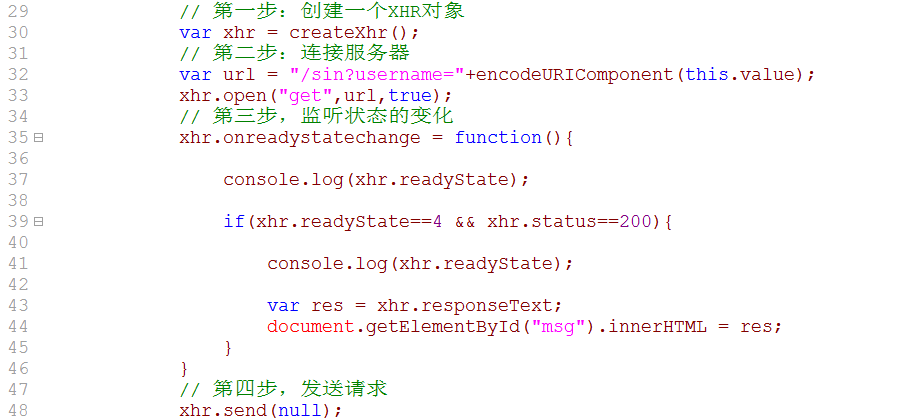 29 // 第一步：创建一个XHR对象
30 var xhr = createXhr();
31 // 第二步：连接服务器
32 var url = "/sin?username="+encodeURIComponent(this.value);
33 xhr.open("get",url,true);
34 // 第三步，监听状态的变化
35 xhr.onreadystatechange = function(){
36
37 console.log(xhr.readyState);
38
39 if(xhr.readyState==4 && xhr.status==200){
40
41 console.log(xhr.readyState);
42
43 var res = xhr.responseText;
44 document.getElementById("msg").innerHTML = res;
45 }
46 }
47 // 第四步，发送请求
48 xhr.send(null);